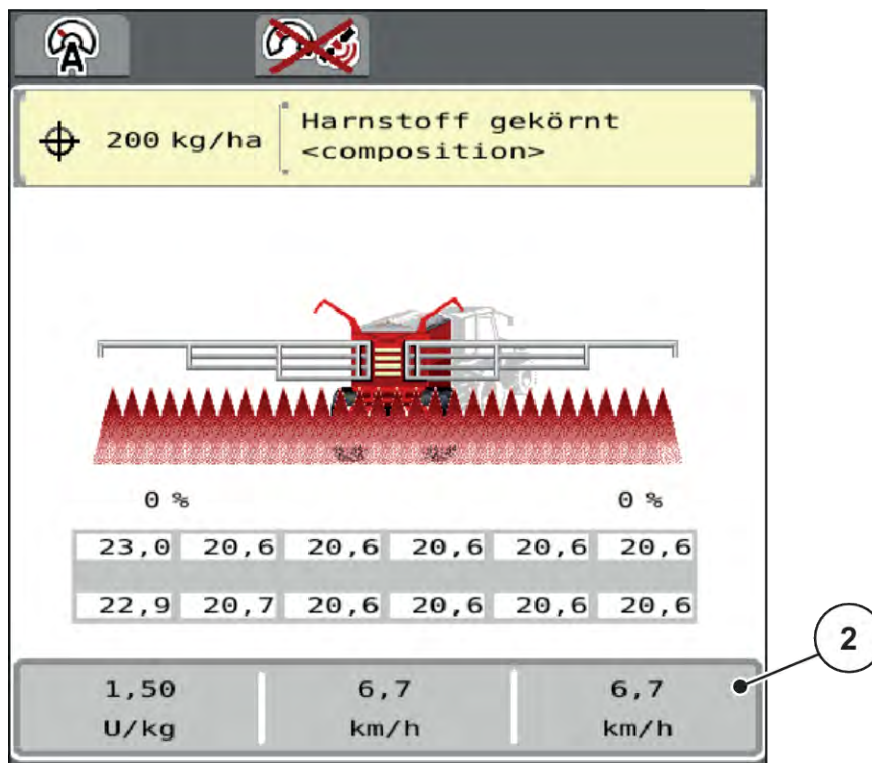 A
200 kg/ha
Harnstoff gekörnt
<composition>
0 % 0 %
23,0 20,6 20,6 20,6 20,6 20,6
22,9 20,7 20,6 20,6 20,6 20,6
2
1,50 6,7 6,7
U/kg km/h km/h